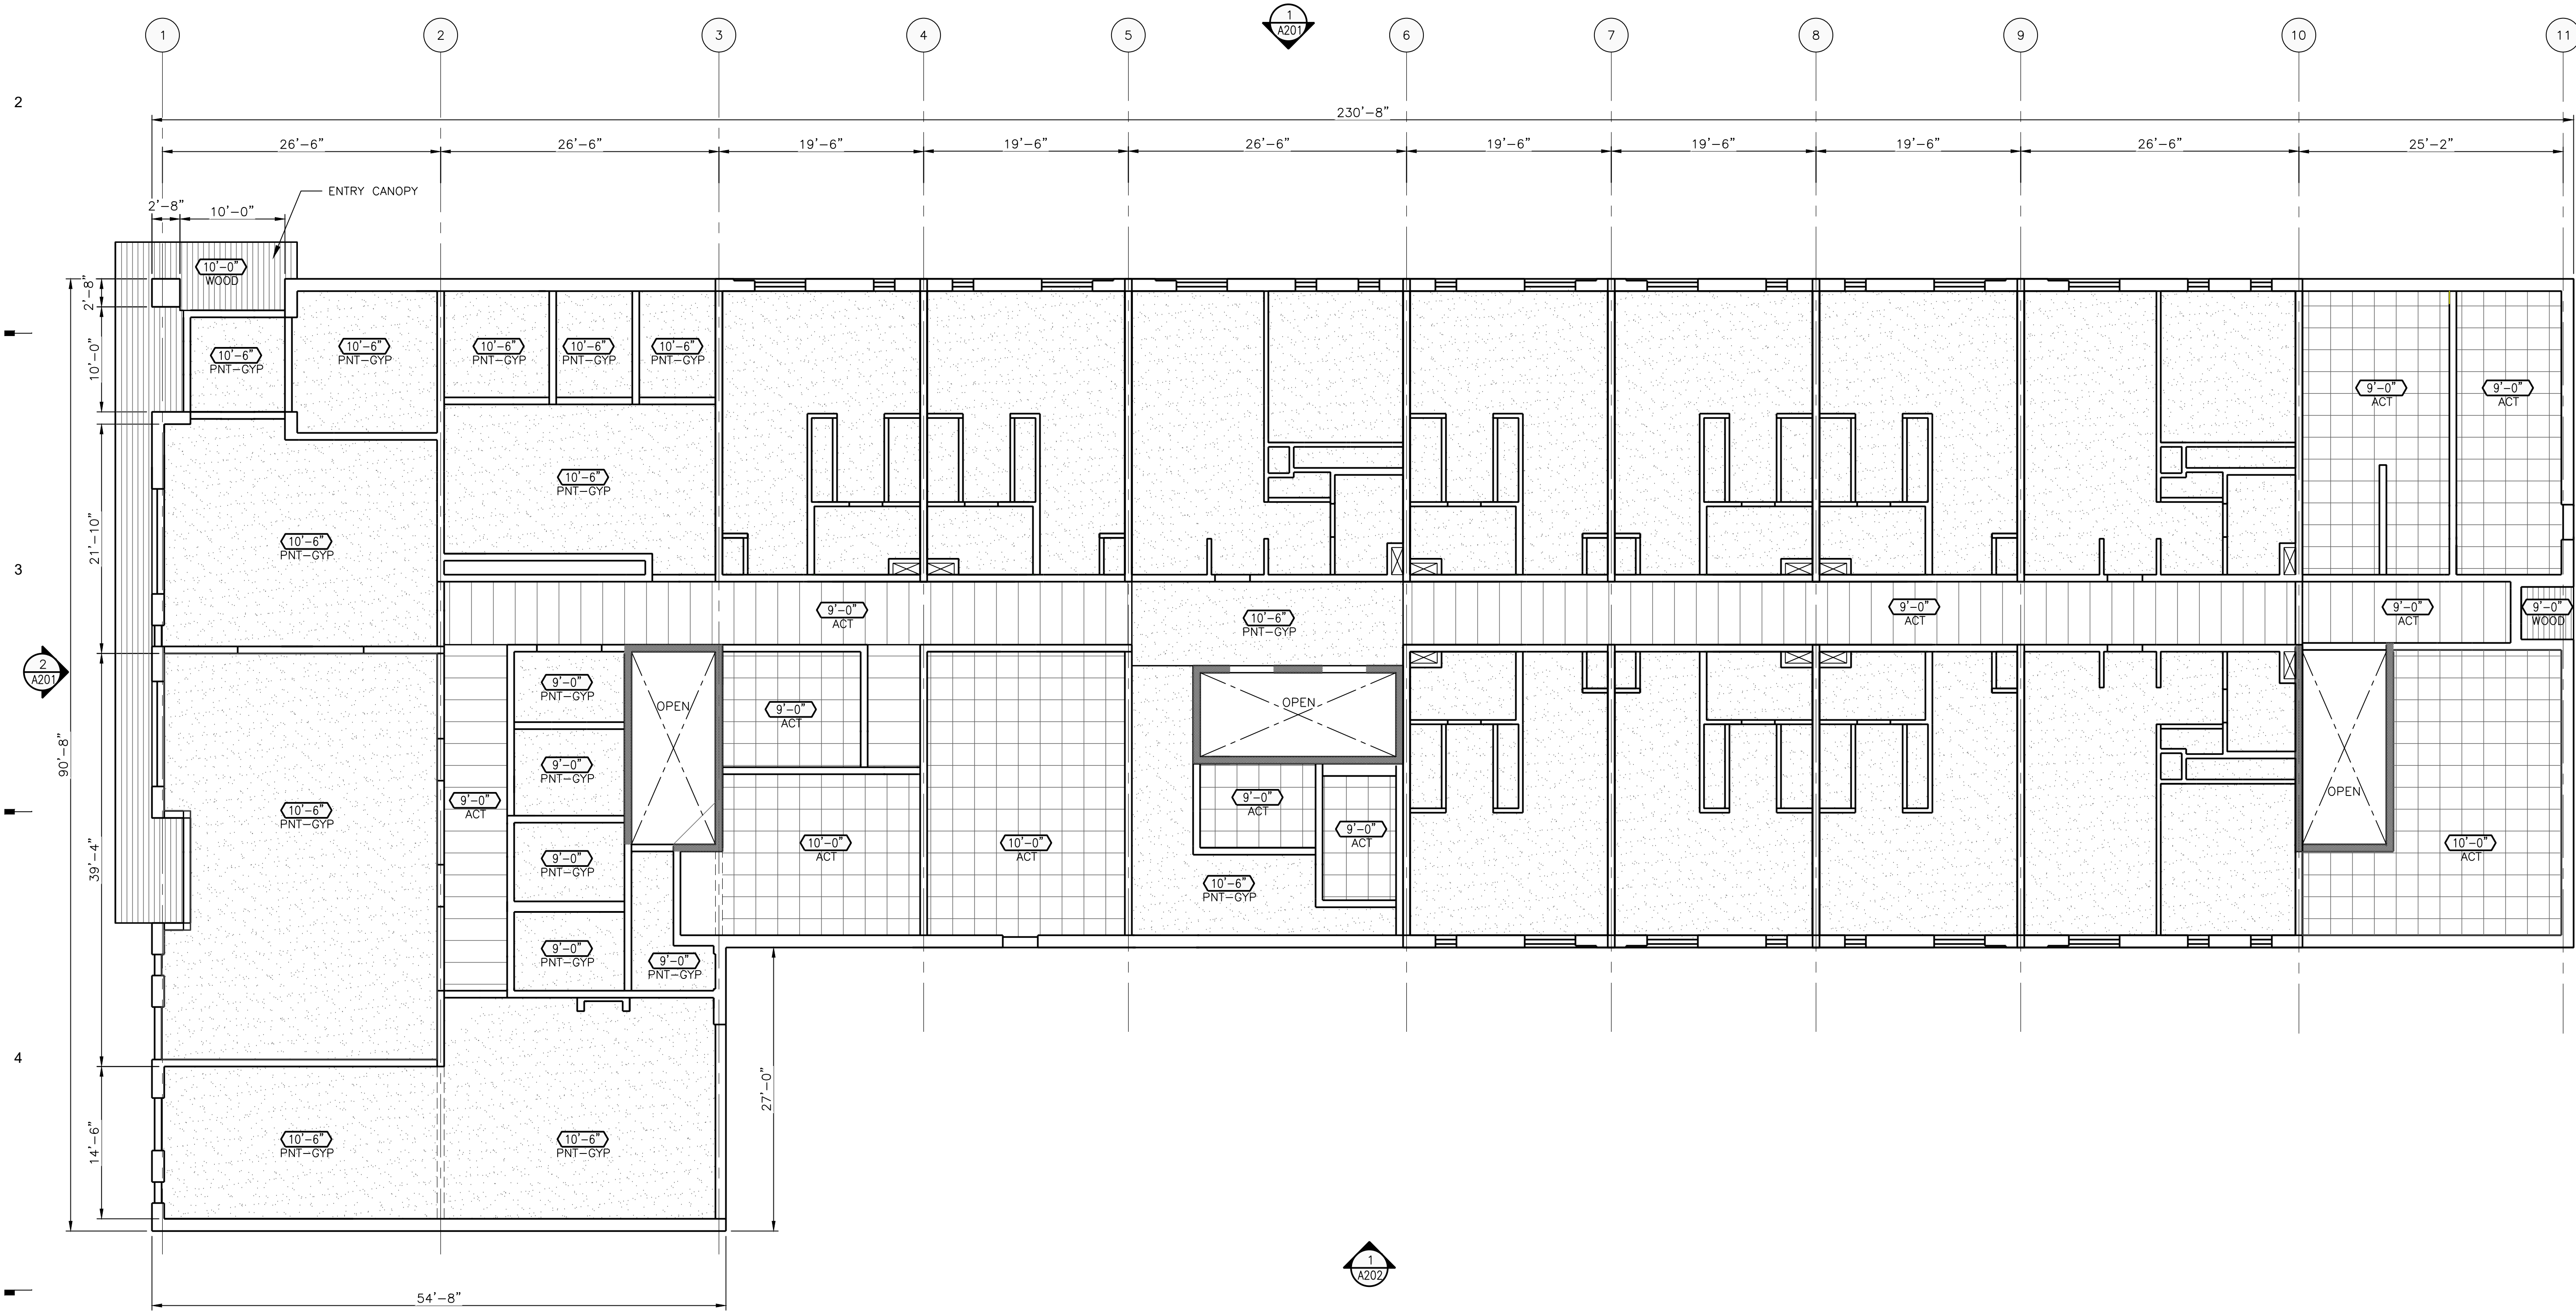 1
2
3
4
5
6
7
8
9
10
11
1
A201
2
230'-8"
26'-6"
26'-6"
19'-6"
19'-6"
26'-6"
19'-6"
19'-6"
19'-6"
26'-6"
25'-2"
ENTRY CANOPY
2'-8"
10'-0"
10'-0"
WOOD
2'-8"
10'-0"
10'-6"
PNT-GYP
10'-6"
PNT-GYP
10'-6"
PNT-GYP
10'-6"
PNT-GYP
10'-6"
PNT-GYP
9'-0"
ACT
9'-0"
ACT
10'-6"
PNT-GYP
21'-10"
10'-6"
PNT-GYP
3
9'-0"
ACT
10'-6"
PNT-GYP
9'-0"
ACT
9'-0"
ACT
9'-0"
WOOD
2
A201
9'-0"
PNT-GYP
OPEN
9'-0"
ACT
OPEN
90'-8"
9'-0"
PNT-GYP
OPEN
39'-4"
10'-6"
PNT-GYP
9'-0"
ACT
9'-0"
ACT
9'-0"
ACT
9'-0"
PNT-GYP
10'-0"
ACT
10'-0"
ACT
10'-6"
PNT-GYP
10'-0"
ACT
9'-0"
PNT-GYP
9'-0"
PNT-GYP
4
27'-0"
14'-6"
10'-6"
PNT-GYP
10'-6"
PNT-GYP
1
A202
54'-8"